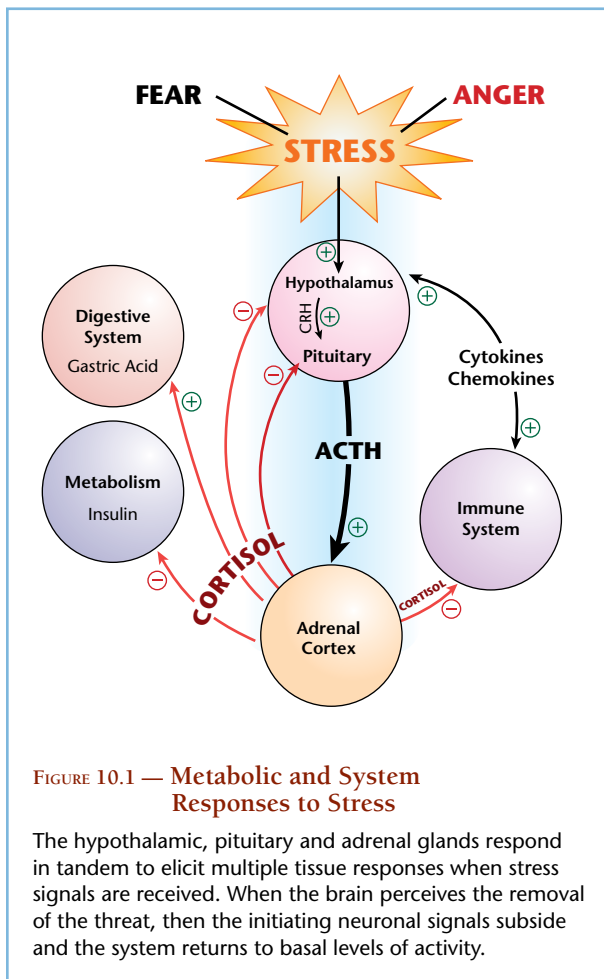 FEAR
ANGER
STRESS
+
Hypothalamus
CRH
+
Pituitary
−
−
+
Digestive
System
Gastric Acid
+
Cytokines
Chemokines
+
ACTH
Metabolism
Insulin
Immune
System
+
−
CORTISOL
CORTISOL
−
Adrenal
Cortex
FIGURE 10.1 — Metabolic and System
Responses to Stress
The hypothalamic, pituitary and adrenal glands respond
in tandem to elicit multiple tissue responses when stress
signals are received. When the brain perceives the removal
of the threat, then the initiating neuronal signals subside
and the system returns to basal levels of activity.